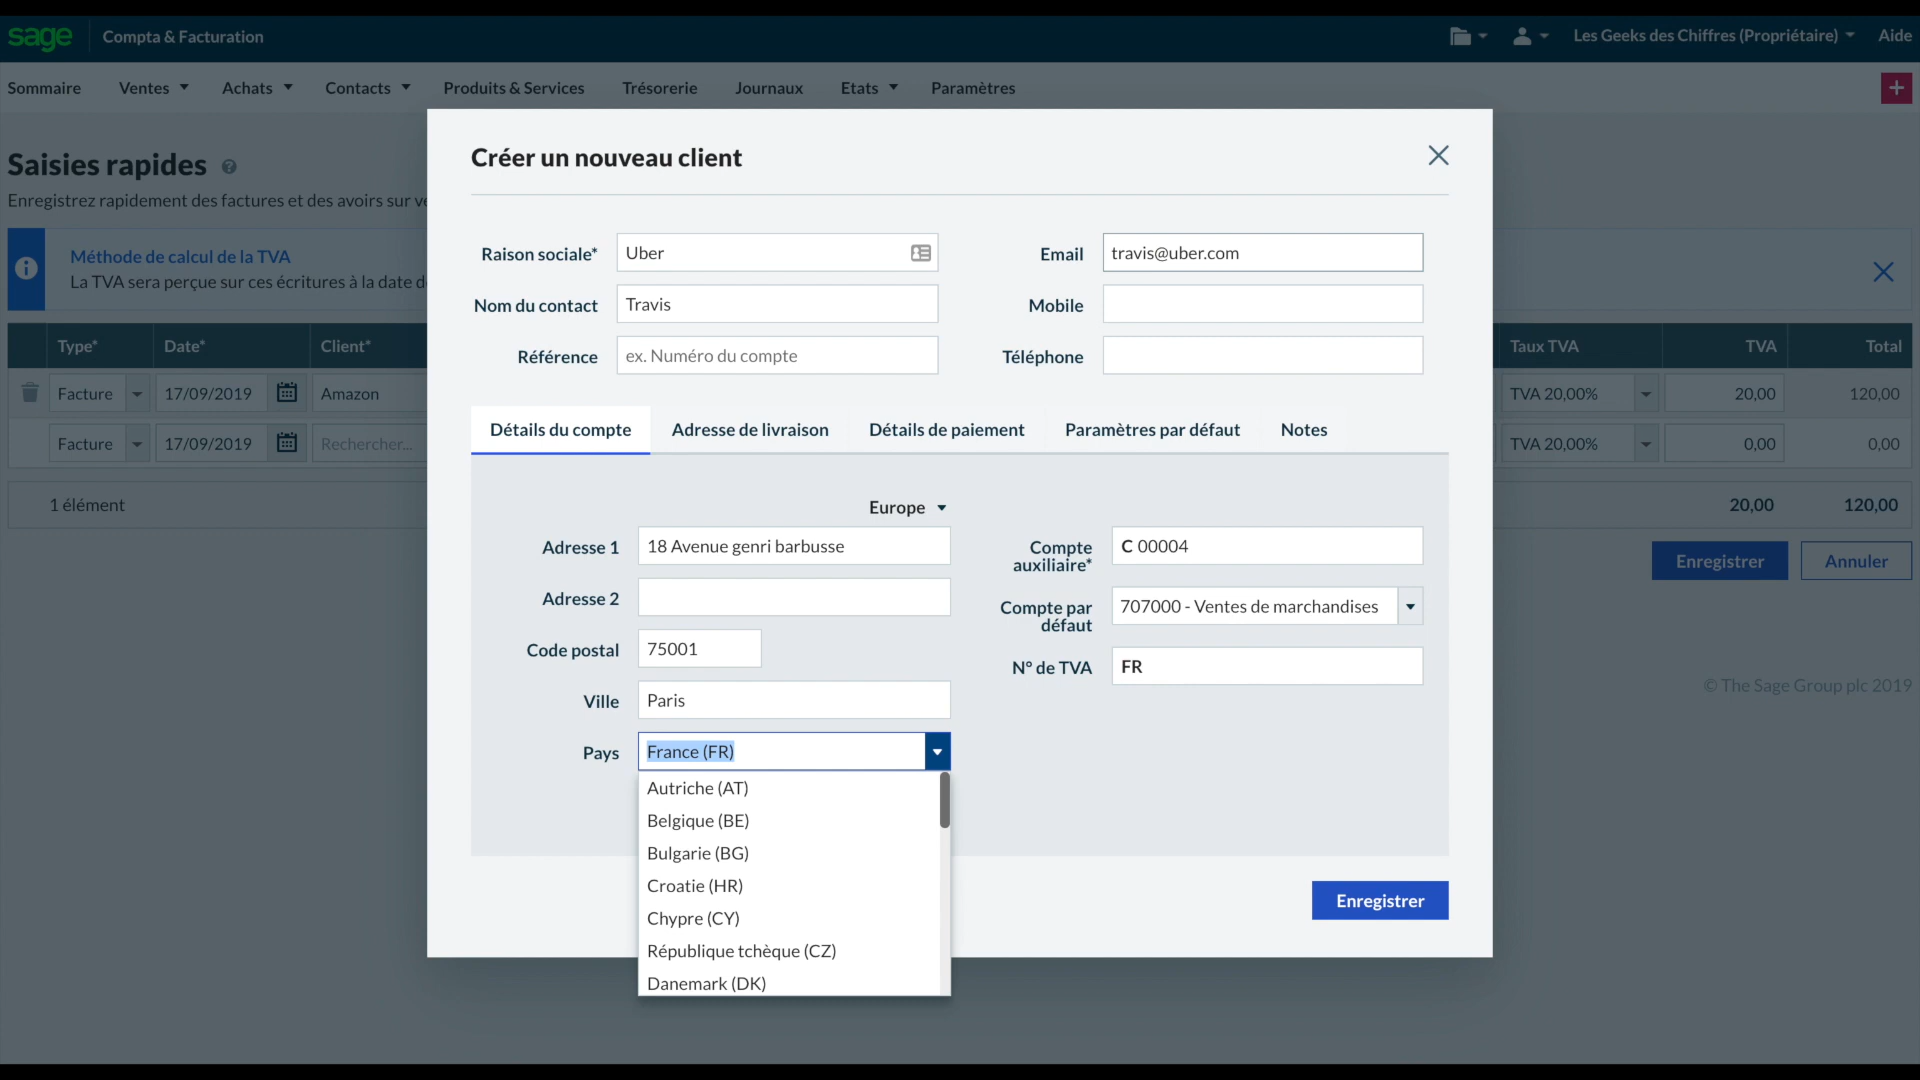 sage
Compta & Facturation
Les Geeks des Chiffres (Propriétaire)
Aide
Sommaire
Ventes
Achats
Contacts
Produits & Services
Trésorerie
Journaux
Etats
Paramètres
+
Saisies rapides ?
Enregistrez rapidement des factures et des avoirs sur
Méthode de calcul de la TVA
La TVA sera perçue sur ces écritures à la date
Type* Date* Client* Taux TVA TVA Total
Facture 17/09/2019 Amazon TVA 20,00% 20,00 120,00
Facture 17/09/2019 Rechercher... TVA 20,00% 0,00 0,00
1 élément 20,00 120,00
Enregistrer Annuler
© The Sage Group plc 2019
Créer un nouveau client
Raison sociale* Uber
Email travis@uber.com
Nom du contact Travis
Mobile
Référence ex. Numéro du compte
Téléphone
Détails du compte Adresse de livraison Détails de paiement Paramètres par défaut Notes
Europe
Adresse 1 18 Avenue genri barbusse
Adresse 2
Code postal 75001
Ville Paris
Pays France (FR)
Autriche (AT)
Belgique (BE)
Bulgarie (BG)
Croatie (HR)
Chypre (CY)
République tchèque (CZ)
Danemark (DK)
Compte
auxiliaire* C 00004
Compte par
défaut 707000 - Ventes de marchandises
N° de TVA FR
Enregistrer